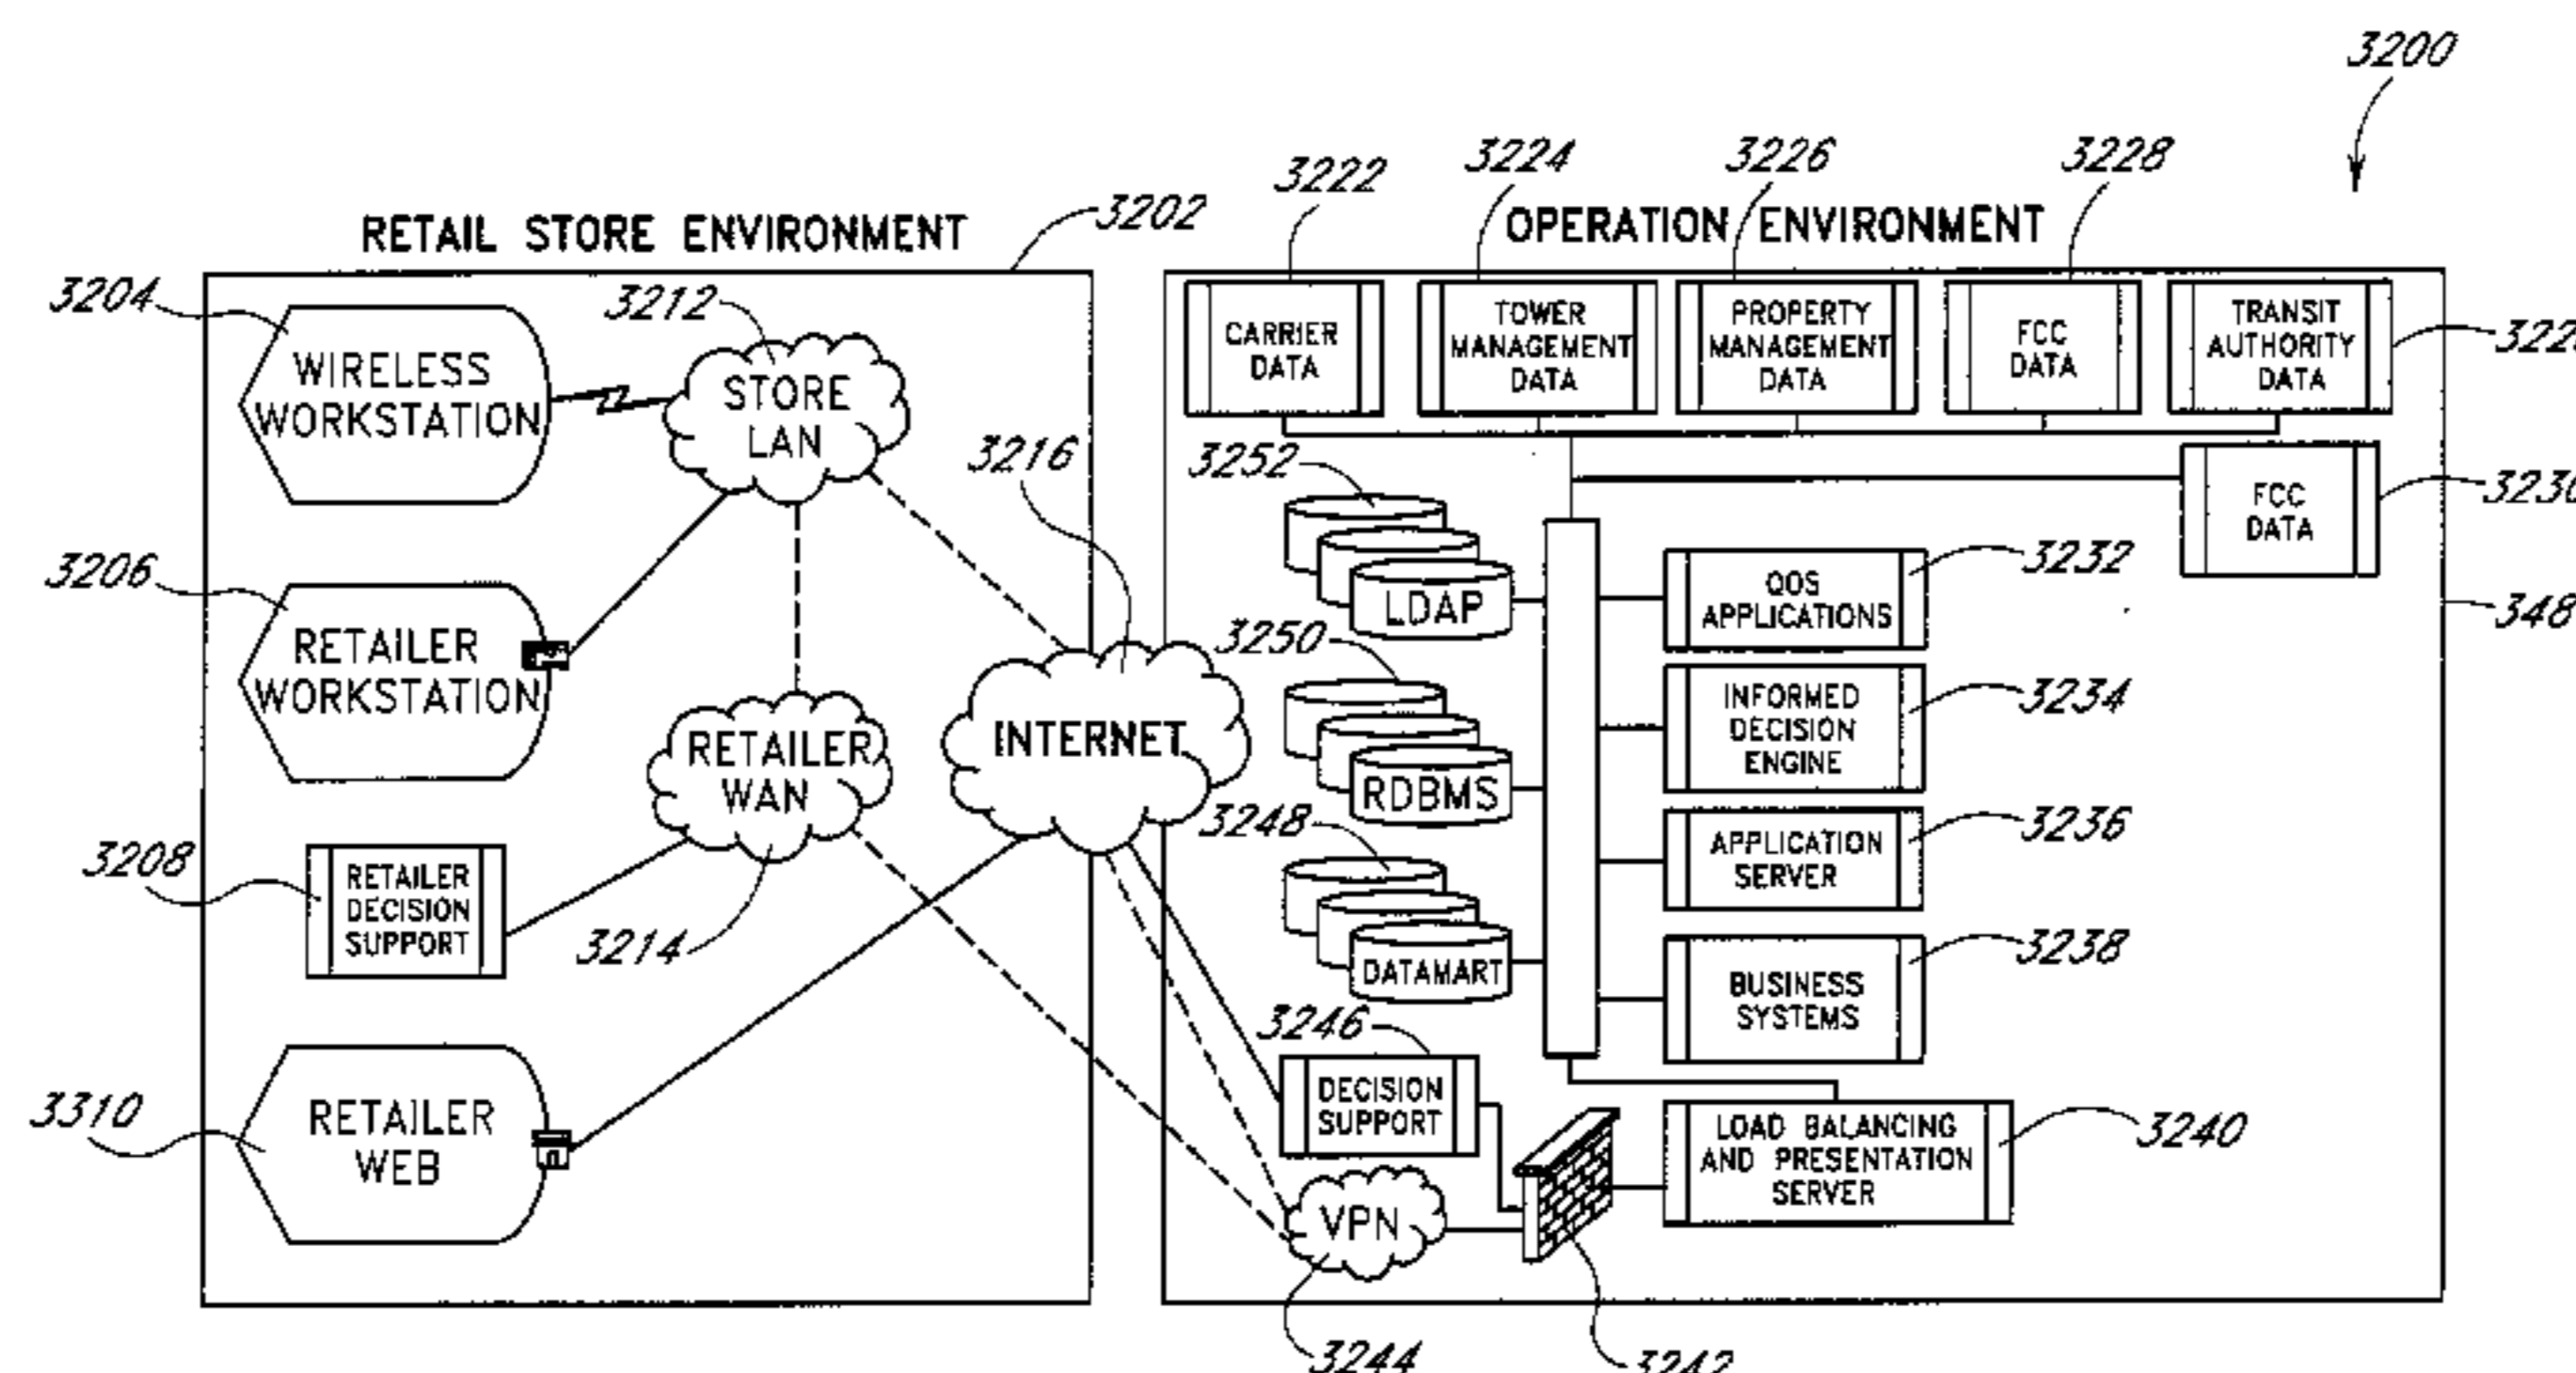 3200
3222
3224
3226
3228
RETAIL STORE ENVIRONMENT
3202
OPERATION ENVIRONMENT
3204
WIRELESS
WORKSTATION
3212
STORE
LAN
CARRIER
DATA
TOWER
MANAGEMENT
DATA
PROPERTY
MANAGEMENT
DATA
FCC
DATA
TRANSIT
AUTHORITY
DATA
3216
3252
LDAP
FCC
DATA
348
3206
RETAILER
WORKSTATION
RETAILER
WAN
INTERNET
3250
RDBMS
QOS
APPLICATIONS
3232
INFORMED
DECISION
ENGINE
3234
3208
RETAILER
DECISION
SUPPORT
3214
3248
DATAMART
APPLICATION
SERVER
3236
BUSINESS
SYSTEMS
3238
3310
RETAILER
WEB
3246
DECISION
SUPPORT
VPN
LOAD BALANCING
AND PRESENTATION
SERVER
3240
3244
3242